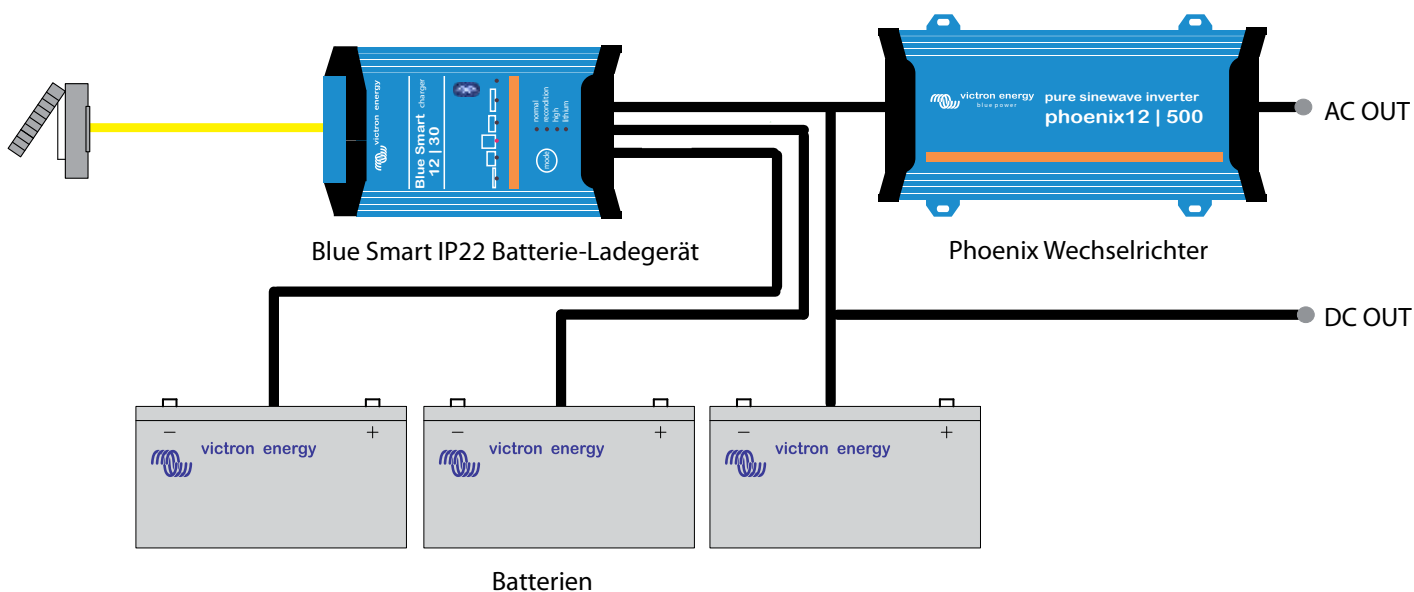 victron energy
Blue Smart charger
12 | 30
normal
recondition
high
lithium
mode
victron energy
blue power
pure sinewave inverter
phoenix12 | 500
AC OUT
Blue Smart IP22 Batterie-Ladegerät
Phoenix Wechselrichter
DC OUT
− +
victron energy
− +
victron energy
− +
victron energy
Batterien